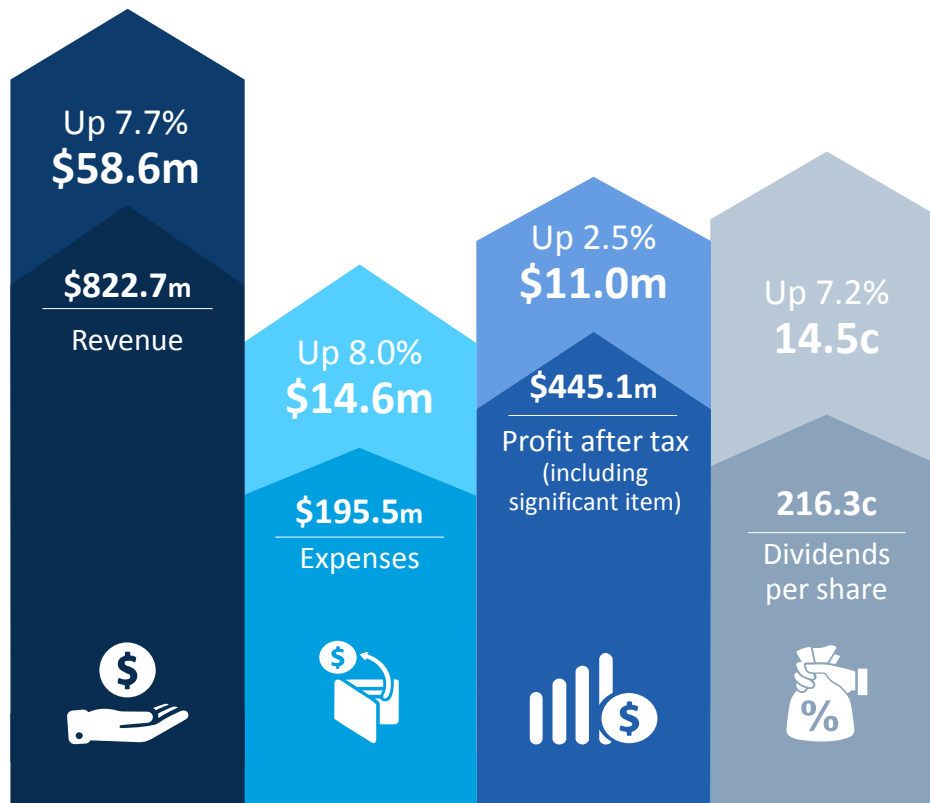 Up 7.7%
$58.6m
$822.7m
Revenue
$
Up 8.0%
$14.6m
$195.5m
Expenses
$
Up 2.5%
$11.0m
$445.1m
Profit after tax
(including
significant item)
$
Up 7.2%
14.5c
216.3c
Dividends
per share
%